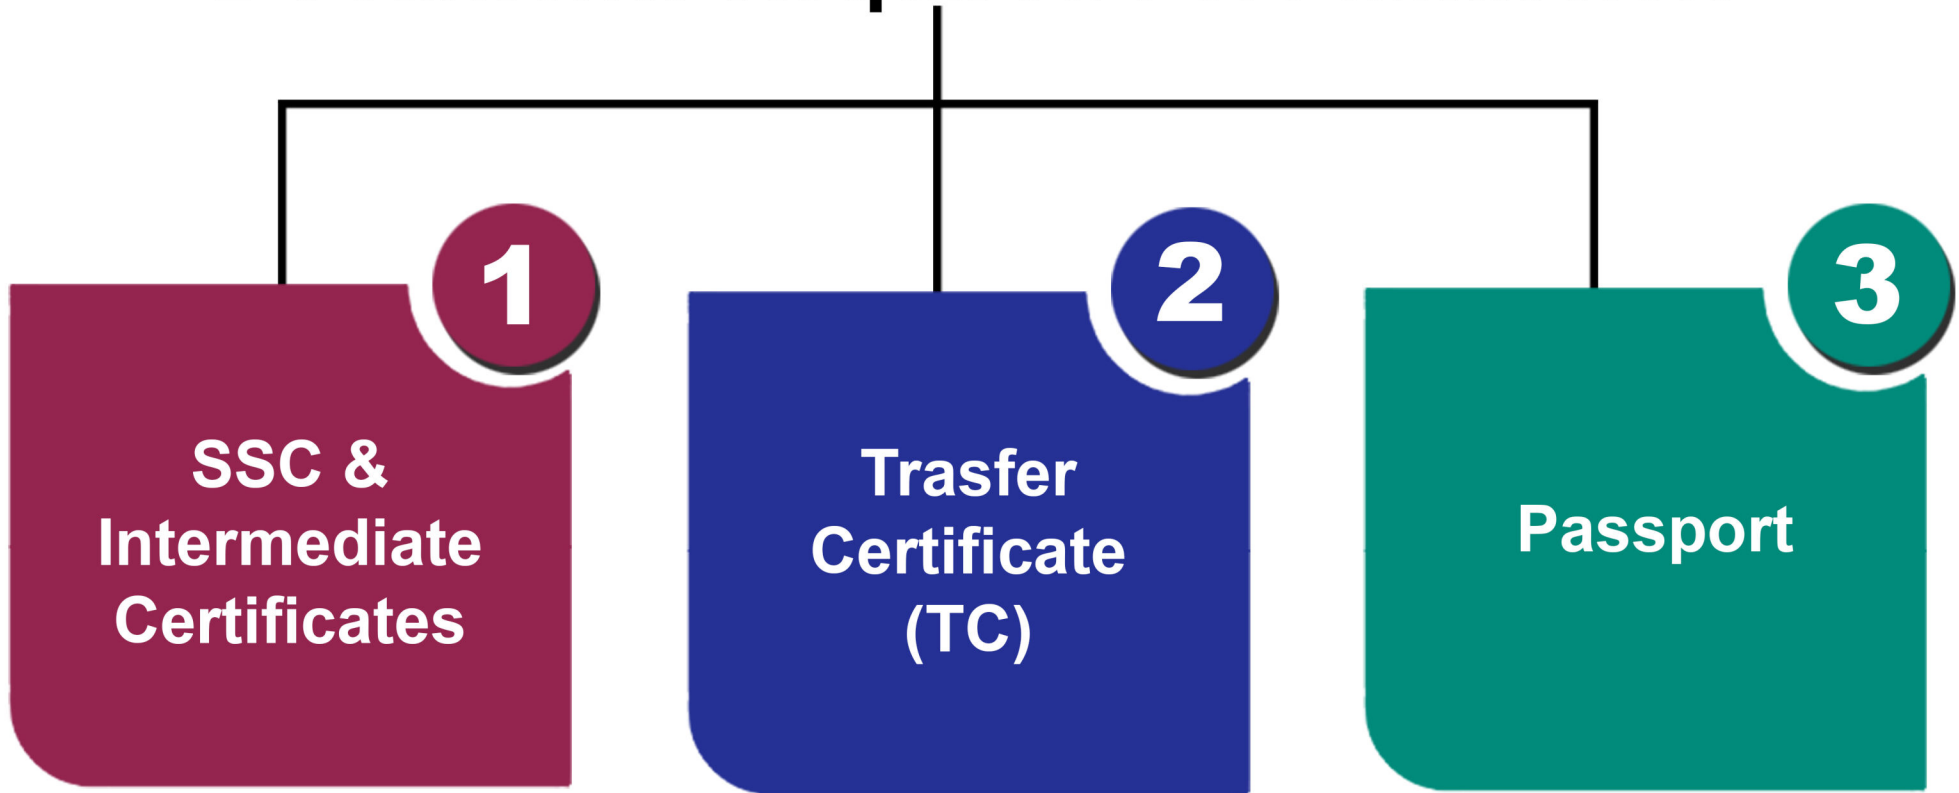 1
SSC &
Intermediate
Certificates
2
Trasfer
Certificate
(TC)
3
Passport